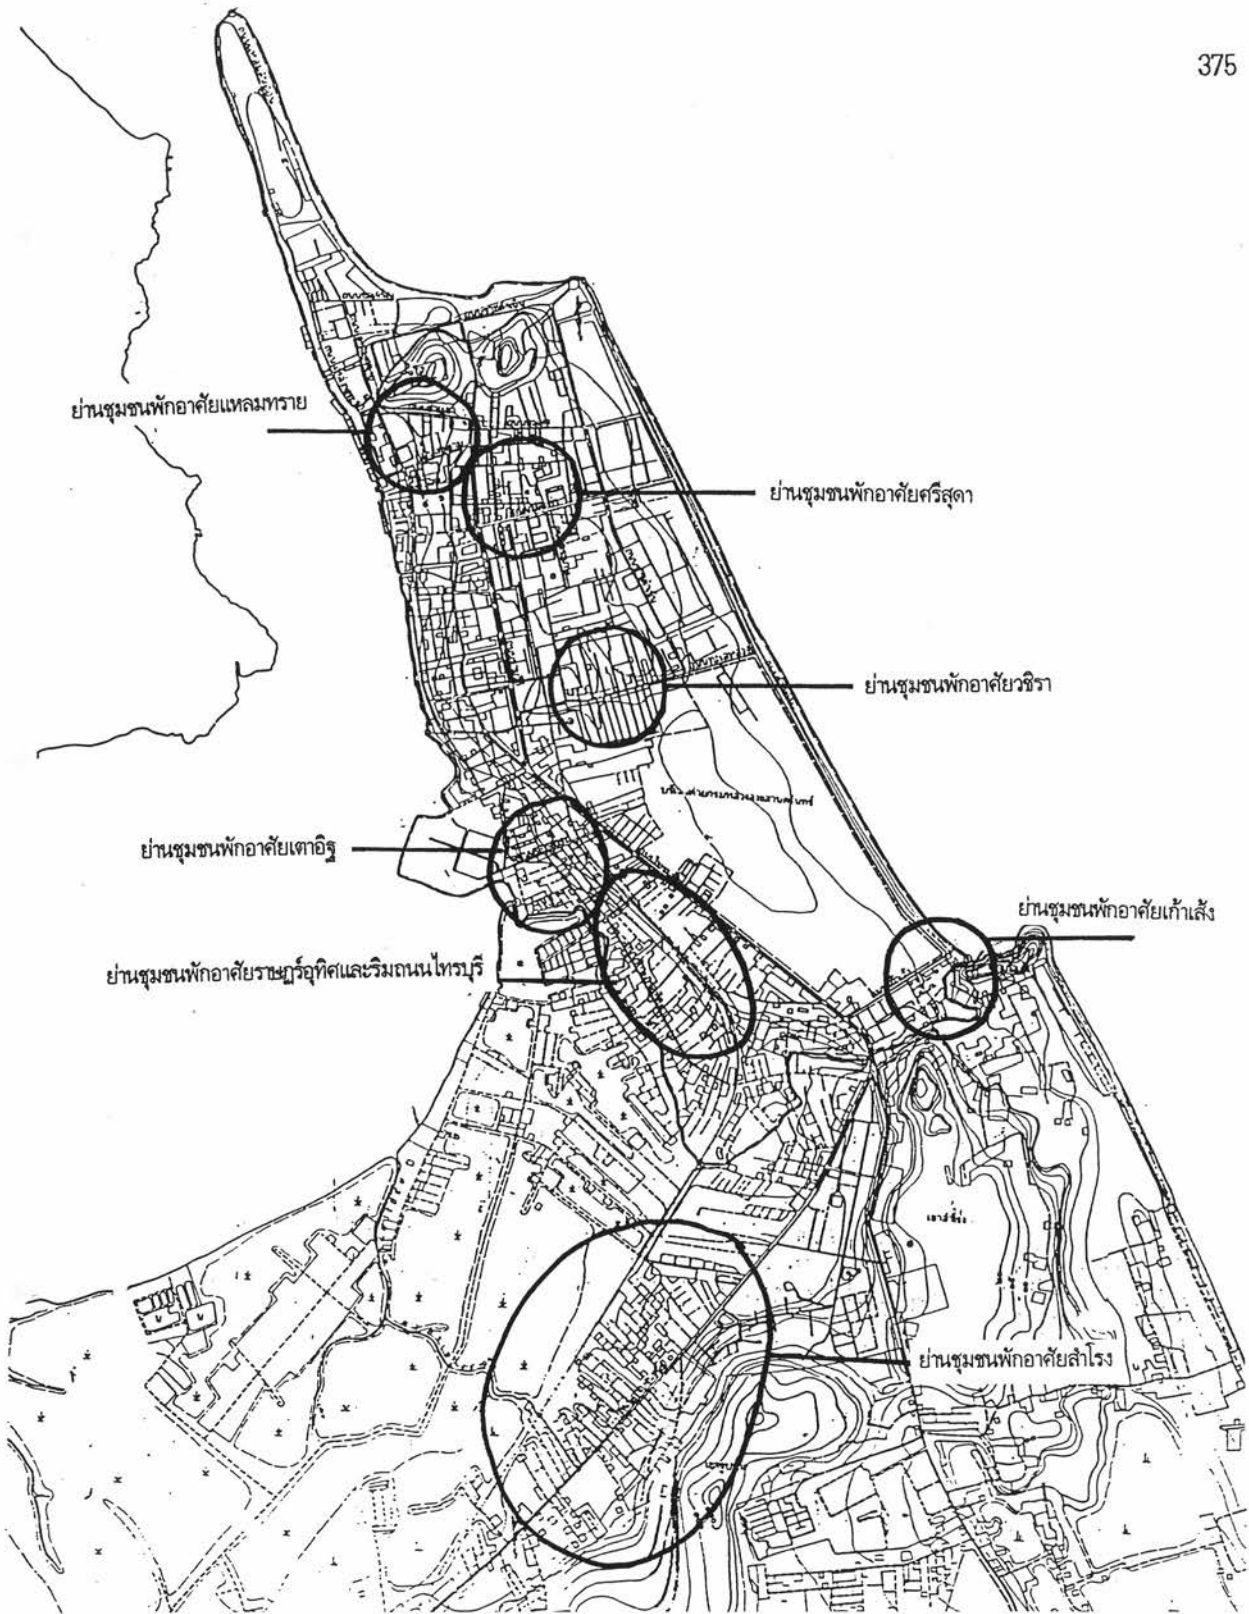 375
ย่านชุมชนพักอาศัยแหลมทราย
ย่านชุมชนพักอาศัยศรีสุดา
ย่านชุมชนพักอาศัยวชิรา
ย่านชุมชนพักอาศัยเตาอิฐ
ย่านชุมชนพักอาศัยเก้าเส้ง
ย่านชุมชนพักอาศัยราษฎร์อุทิศและริมถนนไทรบุรี
ย่านชุมชนพักอาศัยสำโรง